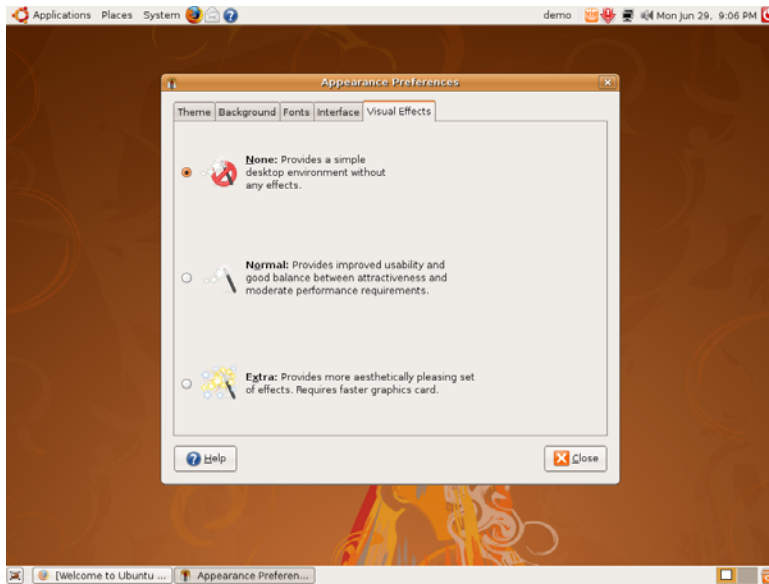 Applications Places System
demo
Mon Jun 29, 9:06 PM
Appearance Preferences
Theme Background Fonts Interface Visual Effects
None: Provides a simple
desktop environment without
any effects.
Normal: Provides improved usability and
good balance between attractiveness and
moderate performance requirements.
Extra: Provides more aesthetically pleasing set
of effects. Requires faster graphics card.
Help
Close
[Welcome to Ubuntu ...
Appearance Preferen...